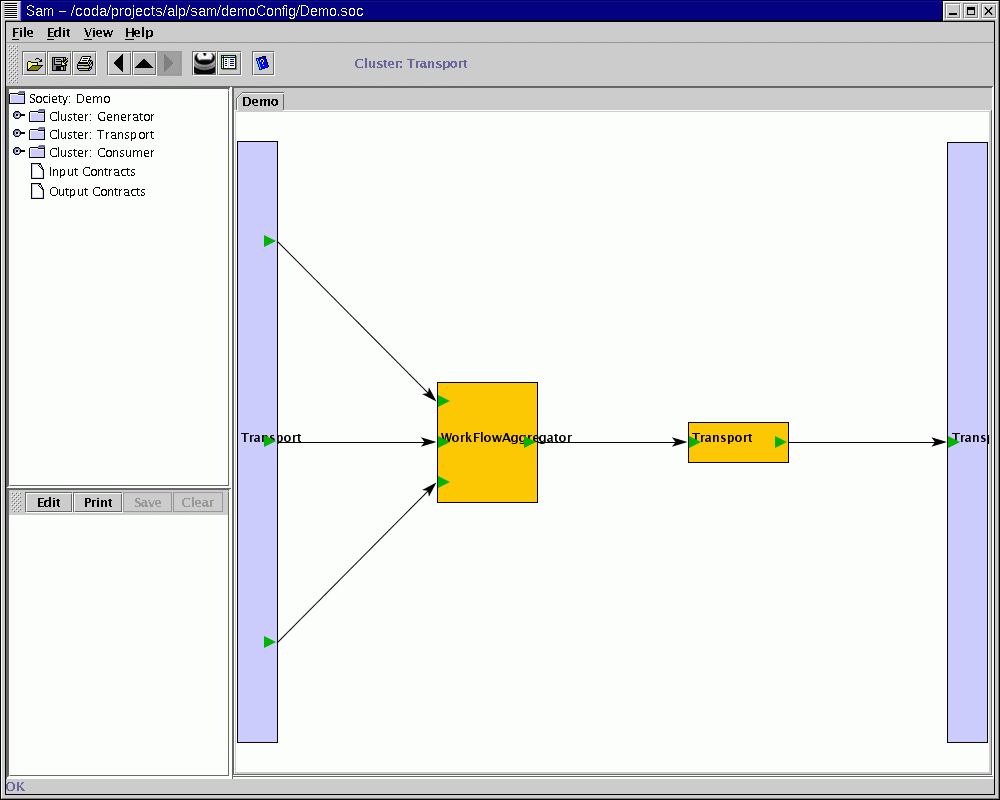 Sam – /coda/projects/alp/sam/demoConfig/Demo.soc
File Edit View Help
Cluster: Transport
Society: Demo
Cluster: Generator
Cluster: Transport
Cluster: Consumer
Input Contracts
Output Contracts
Edit Print Save Clear
Demo
Transport WorkFlowAggregator Transport Transp
OK